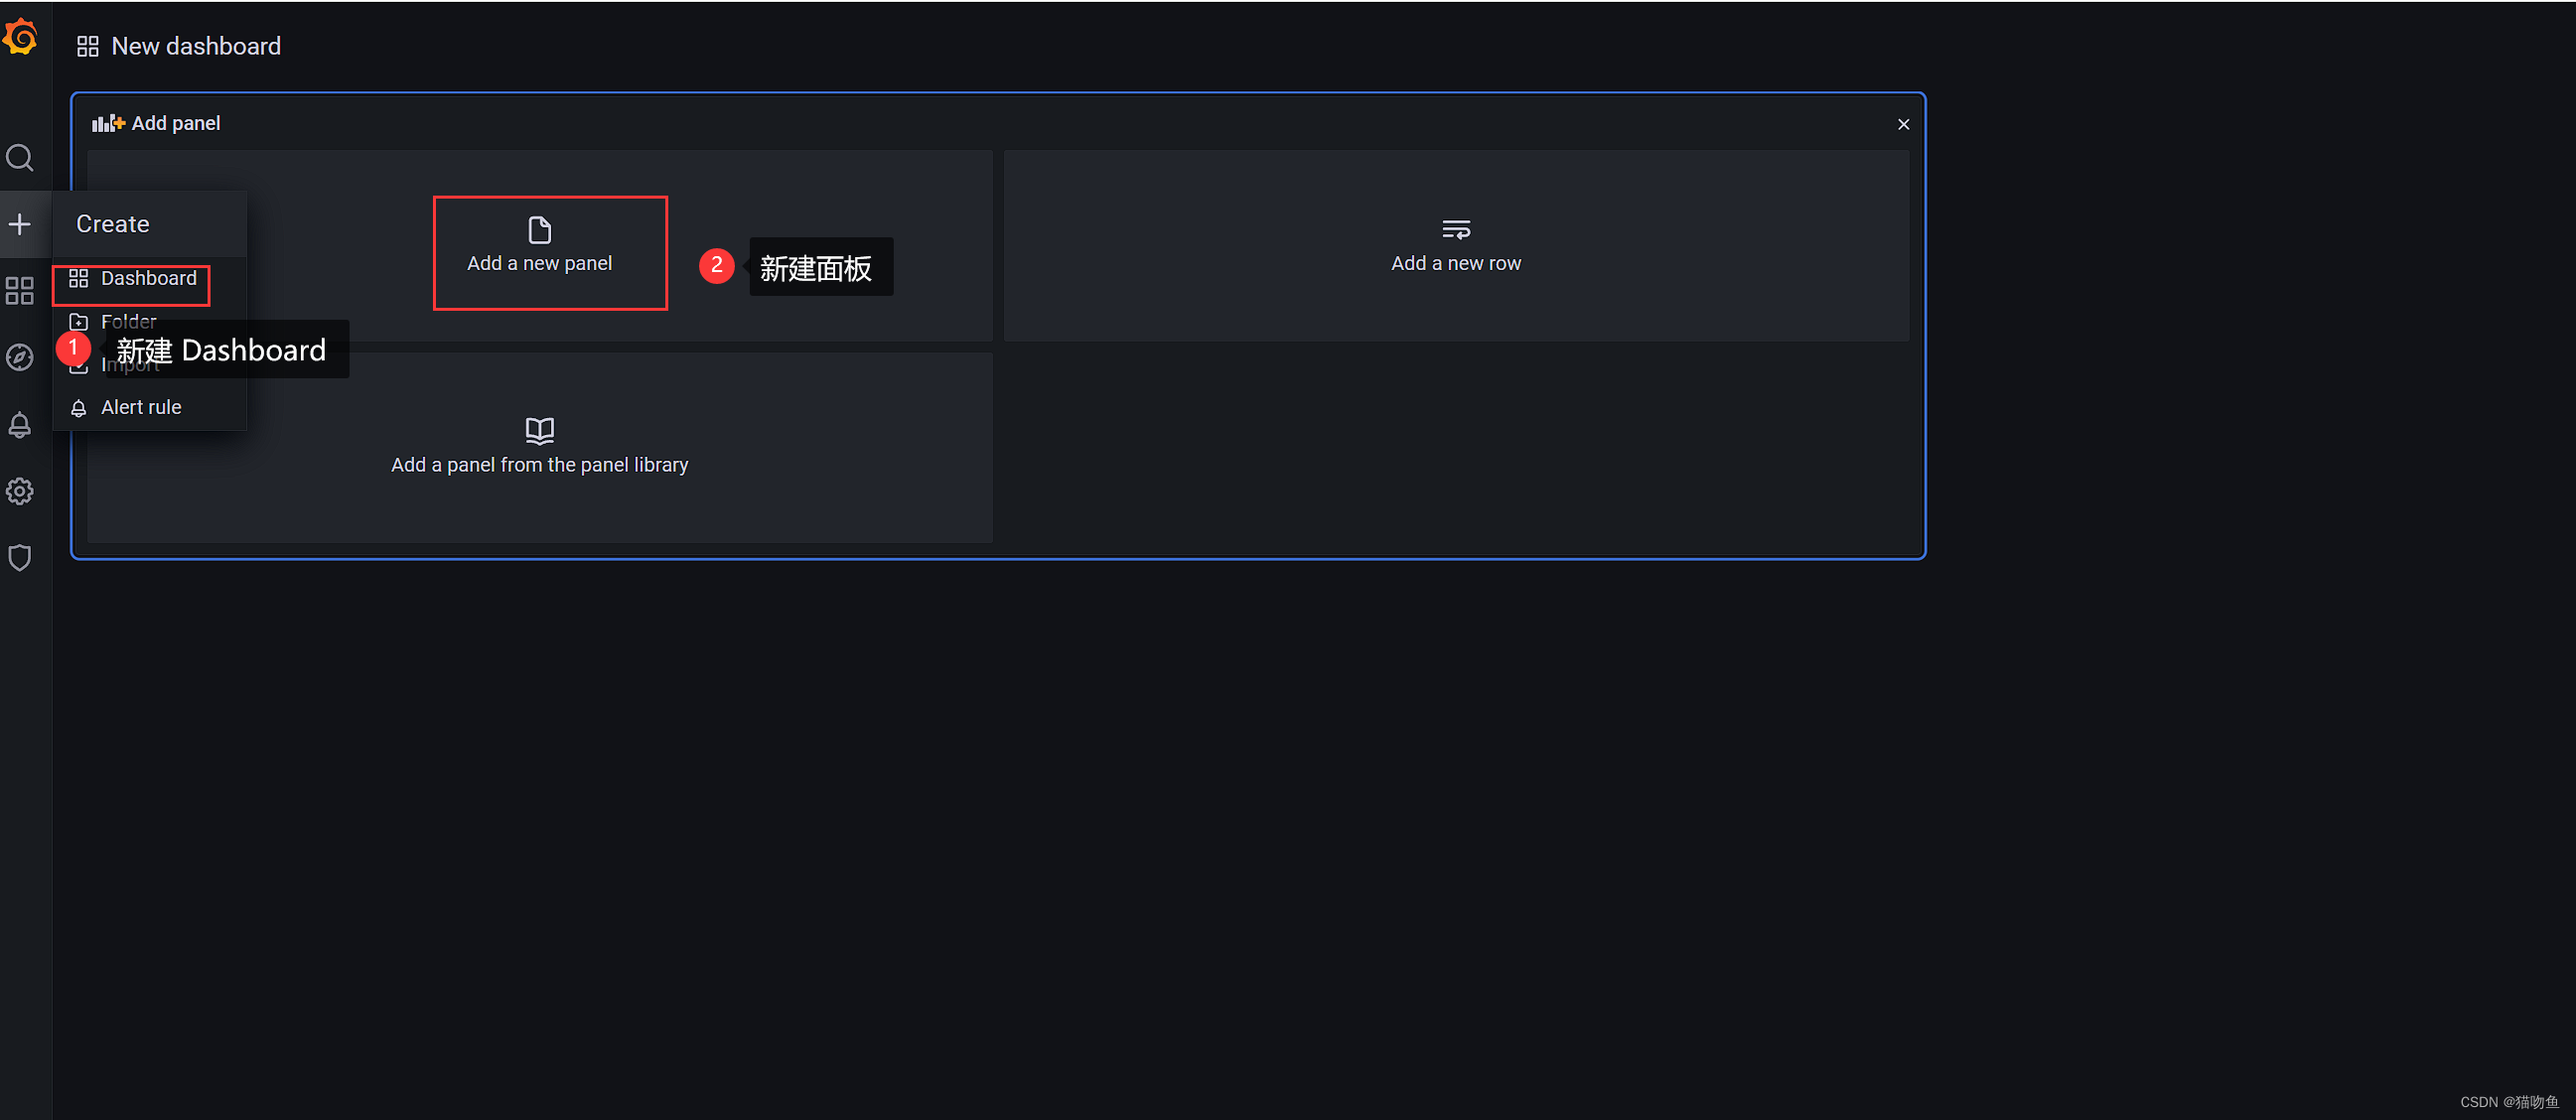 New dashboard
Add panel
Create
Dashboard
Folder
Import
Alert rule
1
新建 Dashboard
Add a new panel
2
新建面板
Add a new row
Add a panel from the panel library
CSDN @猫吻鱼